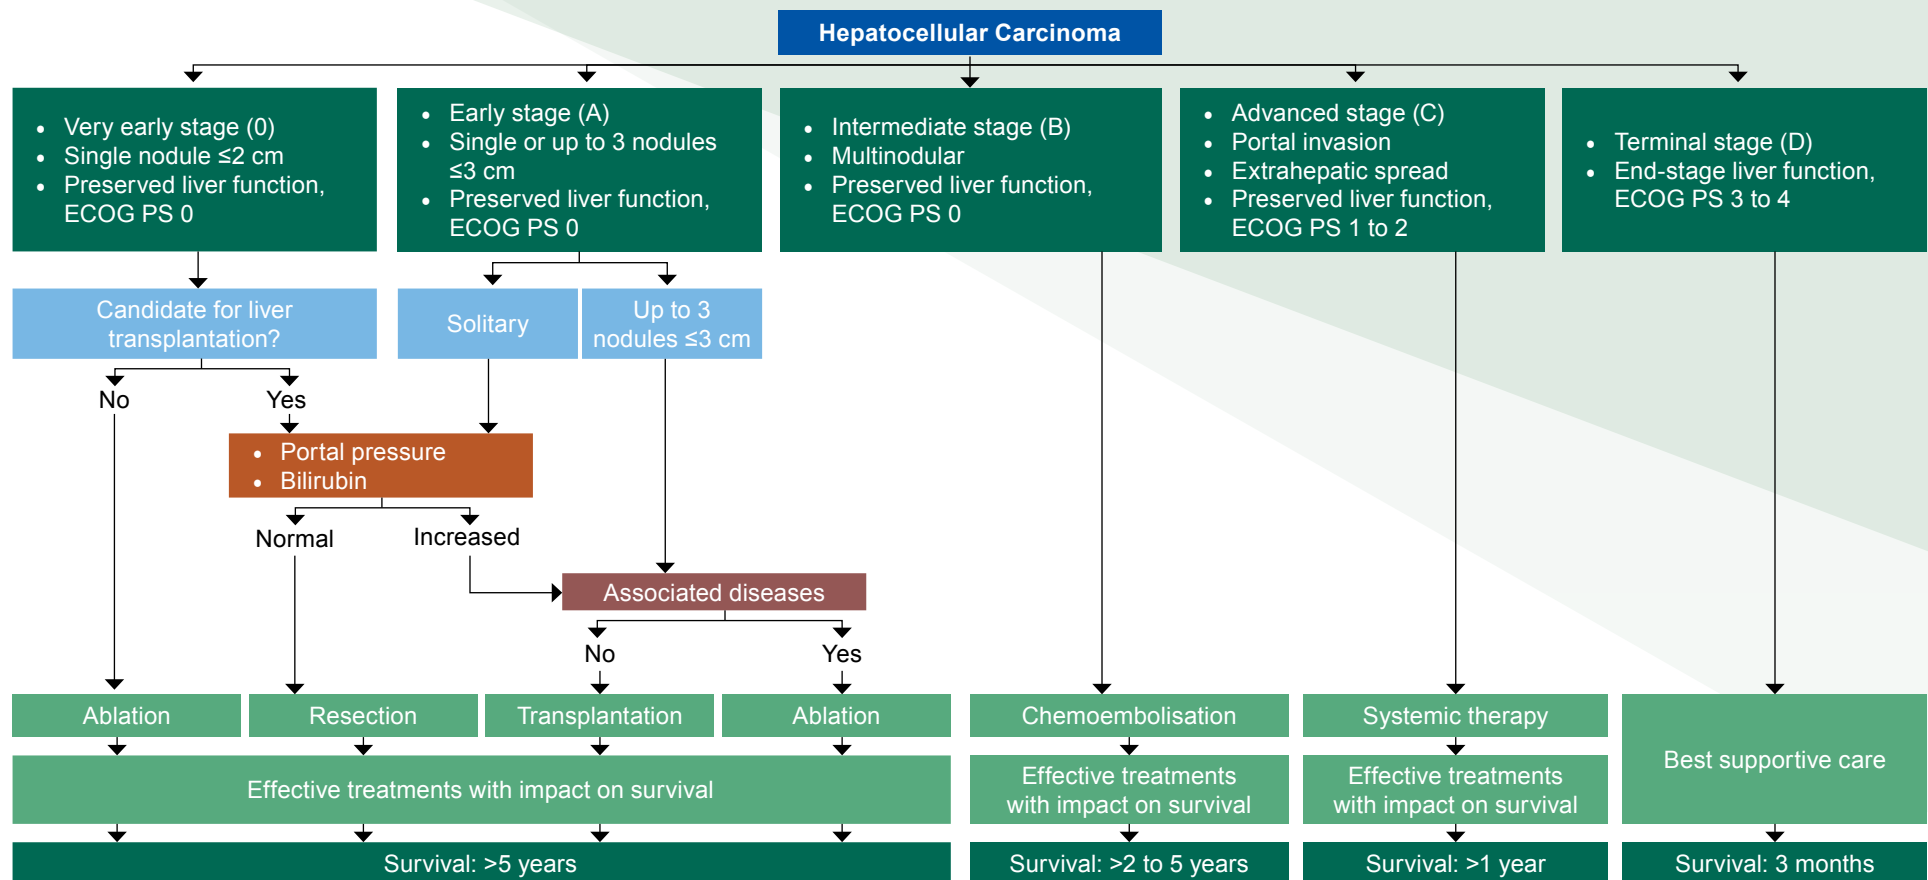 Hepatocellular Carcinoma
• Very early stage (0)
• Single nodule ≤2 cm
• Preserved liver function,
ECOG PS 0
• Early stage (A)
• Single or up to 3 nodules
≤3 cm
• Preserved liver function,
ECOG PS 0
• Intermediate stage (B)
• Multinodular
• Preserved liver function,
ECOG PS 0
• Advanced stage (C)
• Portal invasion
• Extrahepatic spread
• Preserved liver function,
ECOG PS 1 to 2
• Terminal stage (D)
• End-stage liver function,
ECOG PS 3 to 4
Candidate for liver
transplantation?
Solitary
Up to 3
nodules ≤3 cm
No
Yes
• Portal pressure
• Bilirubin
Normal
Increased
Associated diseases
No
Yes
Ablation
Resection
Transplantation
Ablation
Chemoembolisation
Systemic therapy
Best supportive care
Effective treatments with impact on survival
Effective treatments
with impact on survival
Effective treatments
with impact on survival
Survival: >5 years
Survival: >2 to 5 years
Survival: >1 year
Survival: 3 months